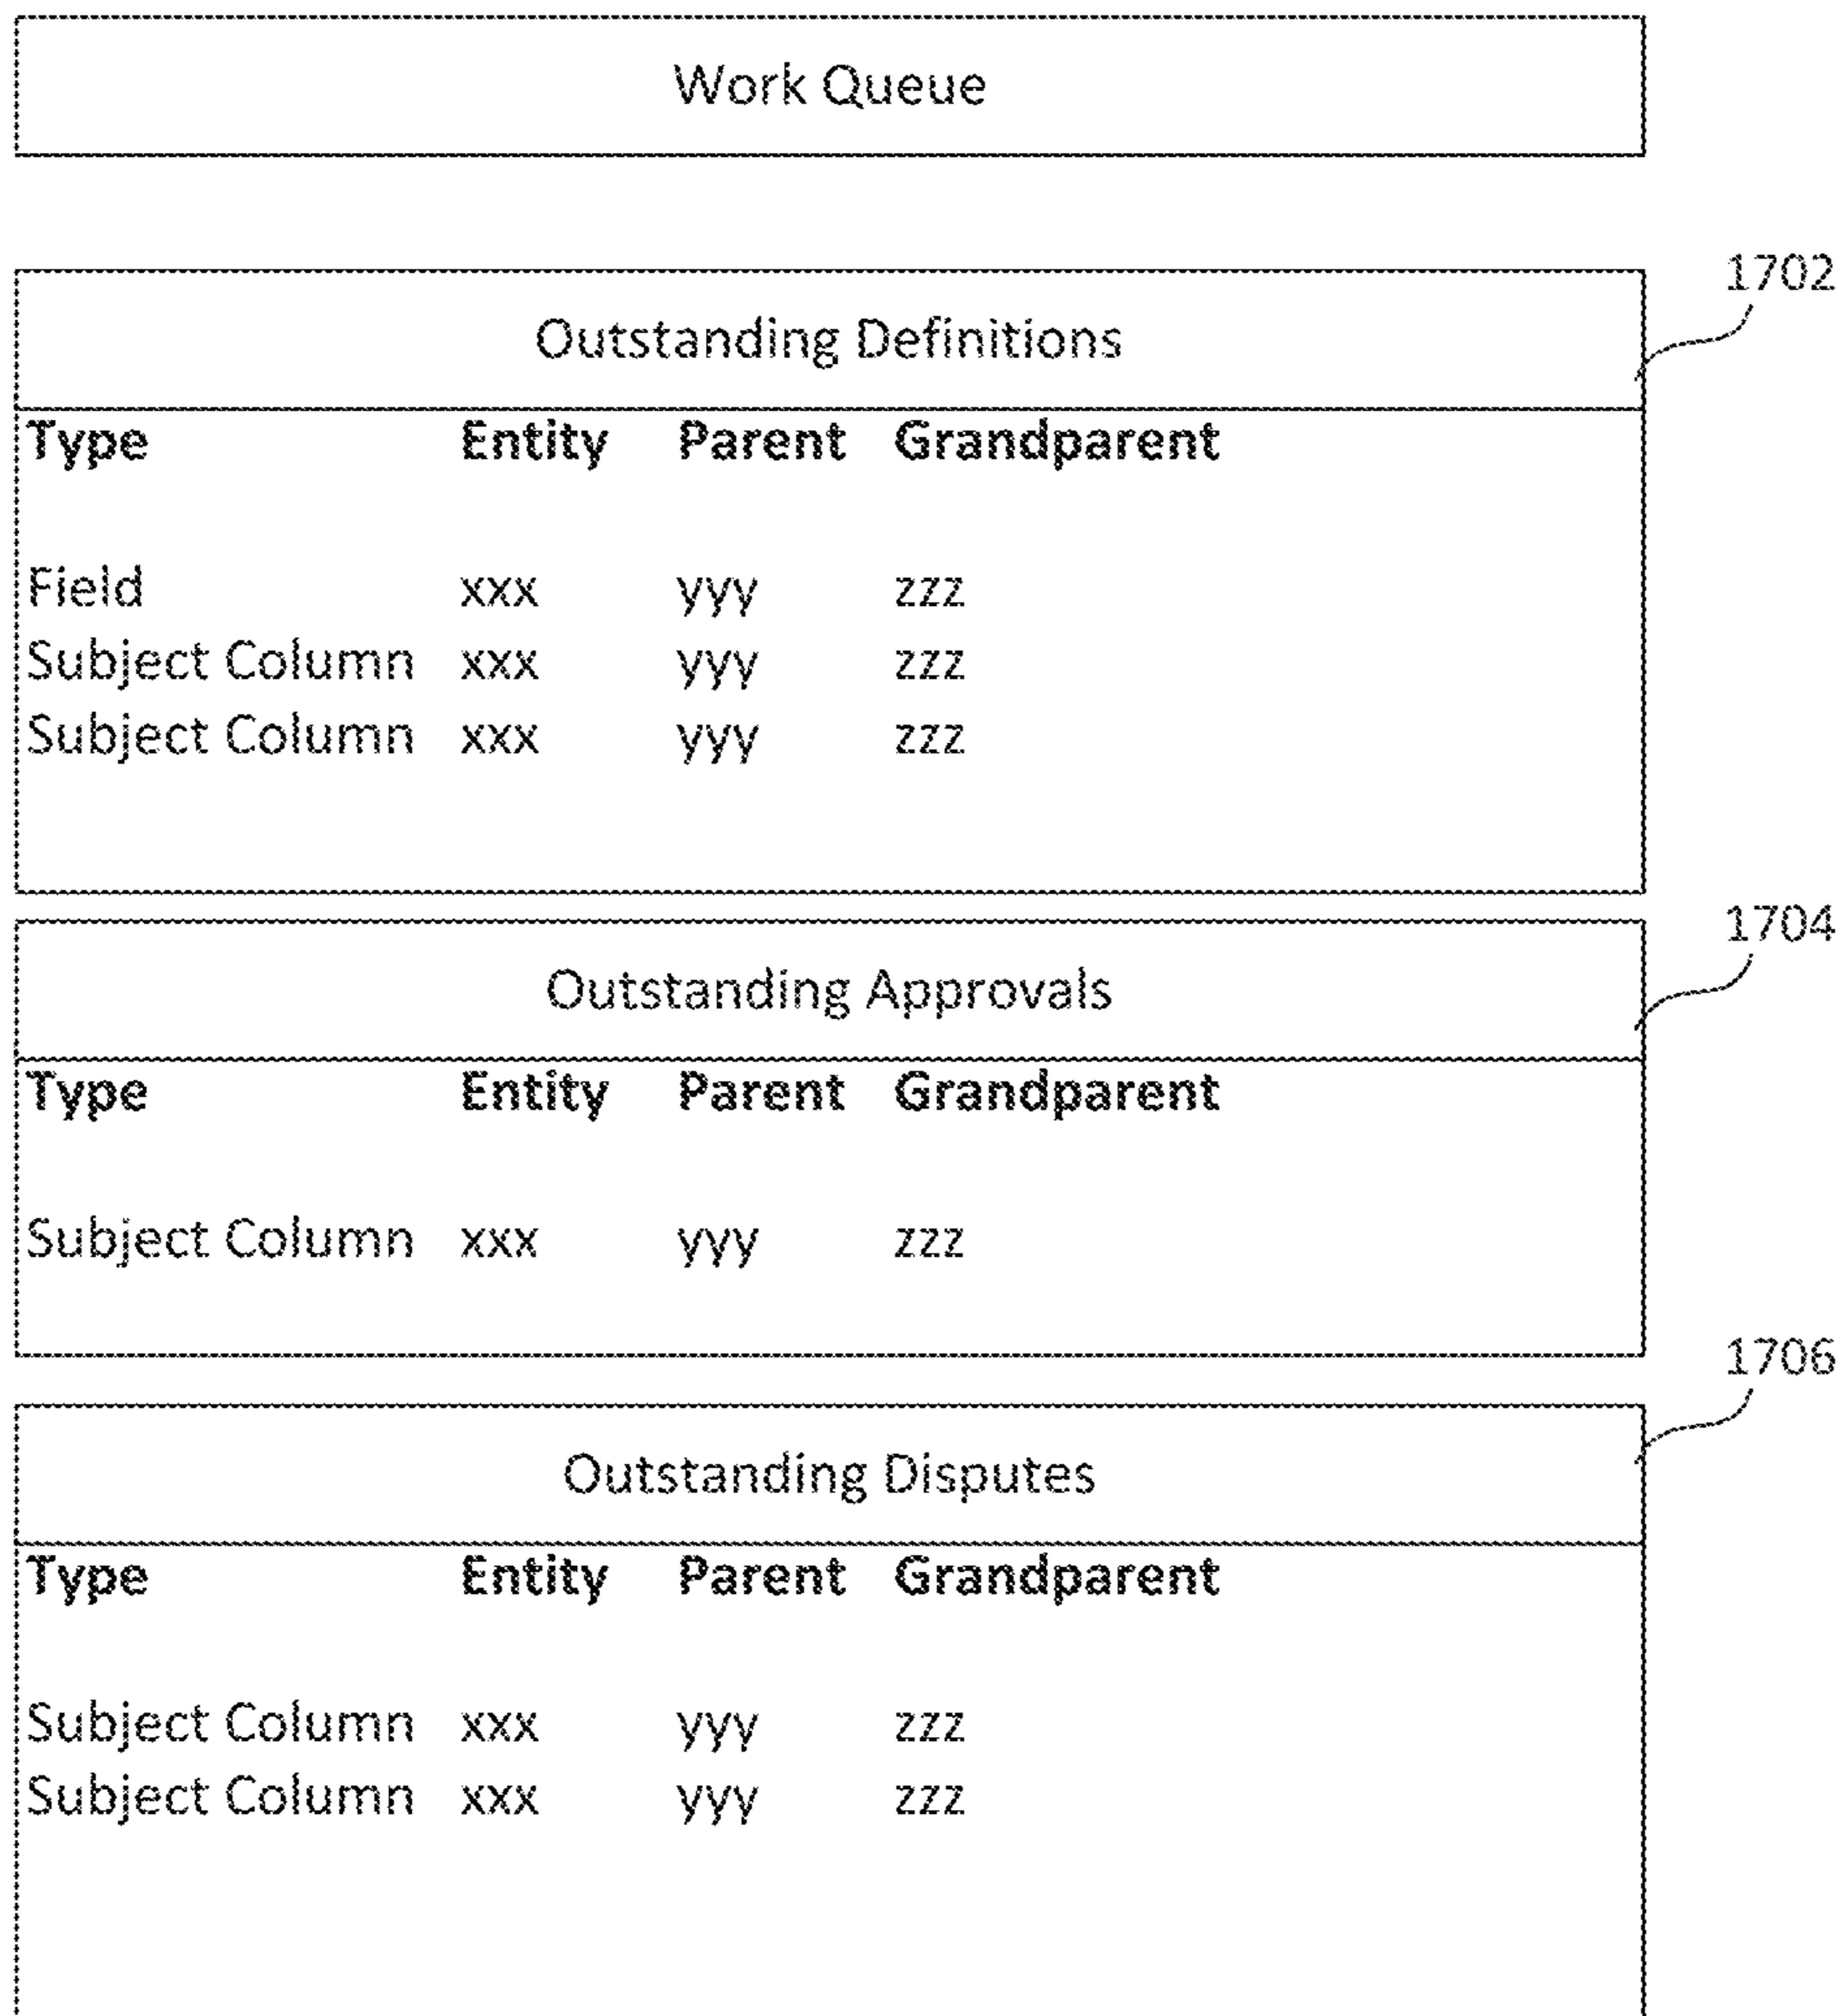 Work Queue
1702
Outstanding Definitions
Type Entity Parent Grandparent
Field xxx yyy zzz
Subject Column xxx yyy zzz
Subject Column xxx yyy zzz
1704
Outstanding Approvals
Type Entity Parent Grandparent
Subject Column xxx yyy zzz
1706
Outstanding Disputes
Type Entity Parent Grandparent
Subject Column xxx yyy zzz
Subject Column xxx yyy zzz